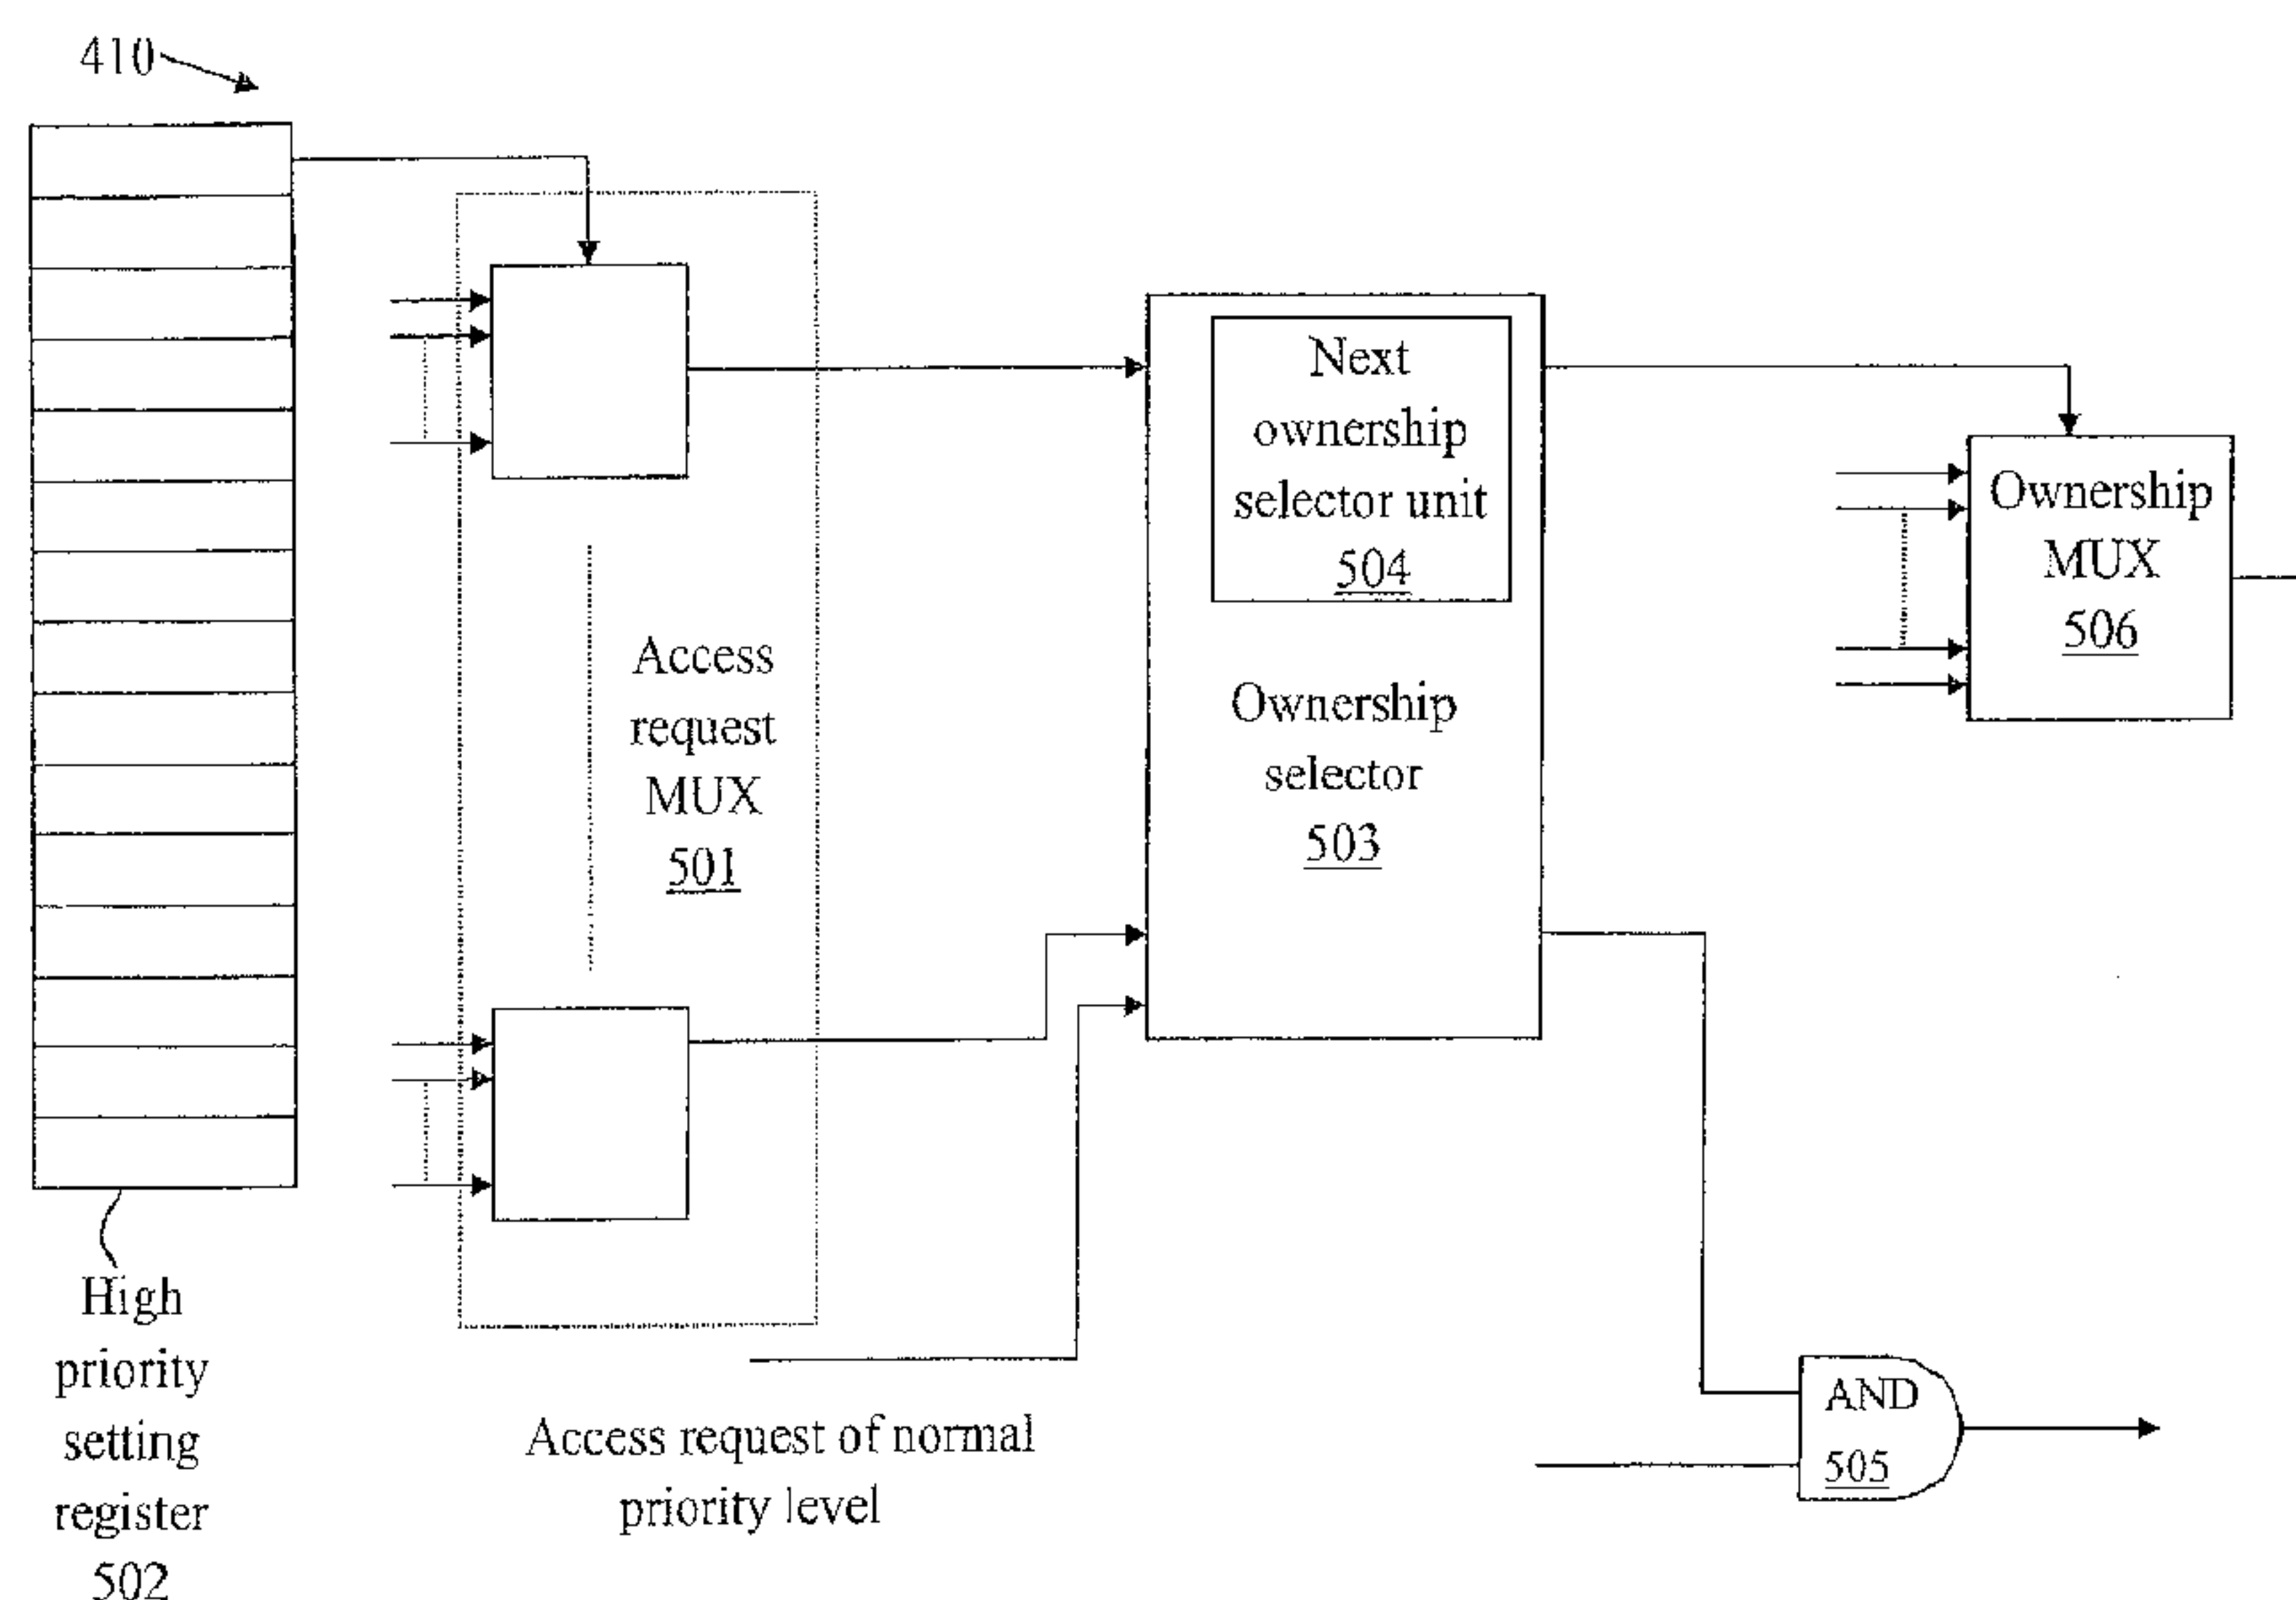 410
Next
ownership
selector unit
504
Ownership
selector
503
Ownership
MUX
506
Access
request
MUX
501
High
priority
setting
register
502
Access request of normal
priority level
AND
505